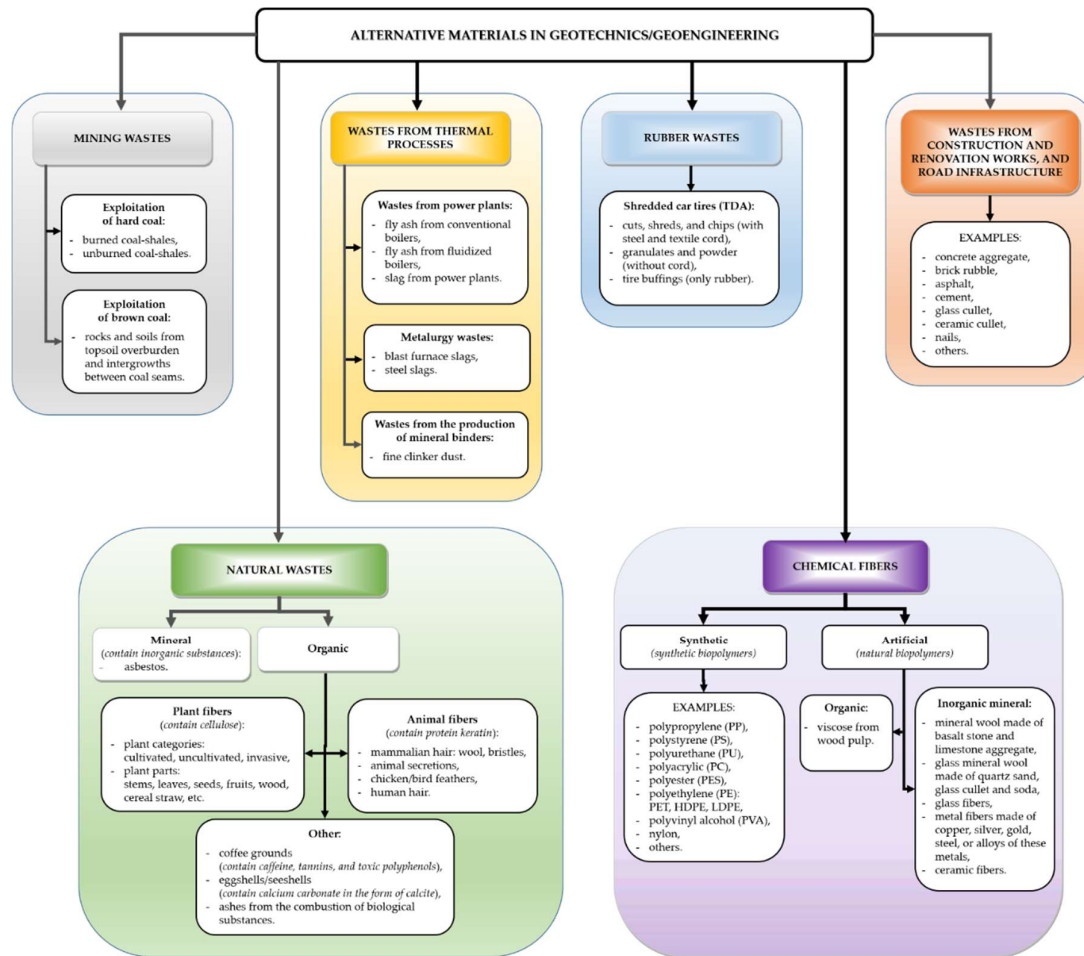 ALTERNATIVE MATERIALS IN GEOTECHNICS/GEOENGINEERING
MINING WASTES
Exploitation
of hard coal:
- burned coal-shales,
- unburned coal-shales.
Exploitation
of brown coal:
- rocks and soils from
topsoil overburden
and intergrowths
between coal seams.
WASTES FROM THERMAL
PROCESSES
Wastes from power plants:
- fly ash from conventional
boilers,
- fly ash from fluidized
boilers,
- slag from power plants.
Metalurgy wastes:
- blast furnace slags,
- steel slags.
Wastes from the production
of mineral binders:
- fine clinker dust.
RUBBER WASTES
Shredded car tires (TDA):
- cuts, shreds, and chips (with
steel and textile cord),
- granulates and powder
(without cord),
- tire buffings (only rubber).
WASTES FROM
CONSTRUCTION AND
RENOVATION WORKS, AND
ROAD INFRASTRUCTURE
EXAMPLES:
- concrete aggregate,
- brick rubble,
- asphalt,
- cement,
- glass cullet,
- ceramic cullet,
- nails,
- others.
NATURAL WASTES
Mineral
(contain inorganic substances):
- asbestos.
Organic
Plant fibers
(contain cellulose):
- plant categories:
cultivated, uncultivated, invasive,
- plant parts:
stems, leaves, seeds, fruits, wood,
cereal straw, etc.
Animal fibers
(contain protein keratin):
- mammalian hair: wool, bristles,
- animal secretions,
- chicken/bird feathers,
- human hair.
Other:
- coffee grounds
(contain caffeine, tannins, and toxic polyphenols),
- eggshells/seeshells
(contain calcium carbonate in the form of calcite),
- ashes from the combustion of biological
substances.
CHEMICAL FIBERS
Synthetic
(synthetic biopolymers)
EXAMPLES:
- polypropylene (PP),
- polystyrene (PS),
- polyurethane (PU),
- polyacrylic (PC),
- polyester (PES),
- polyethylene (PE):
PET, HDPE, LDPE,
- polyvinyl alcohol (PVA),
- nylon,
- others.
Artificial
(natural biopolymers)
Organic:
- viscose from
wood pulp.
Inorganic mineral:
- mineral wool made of
basalt stone and
limestone aggregate,
- glass mineral wool
made of quartz sand,
glass cullet and soda,
- glass fibers,
- metal fibers made of
copper, silver, gold,
steel, or alloys of these
metals,
- ceramic fibers.